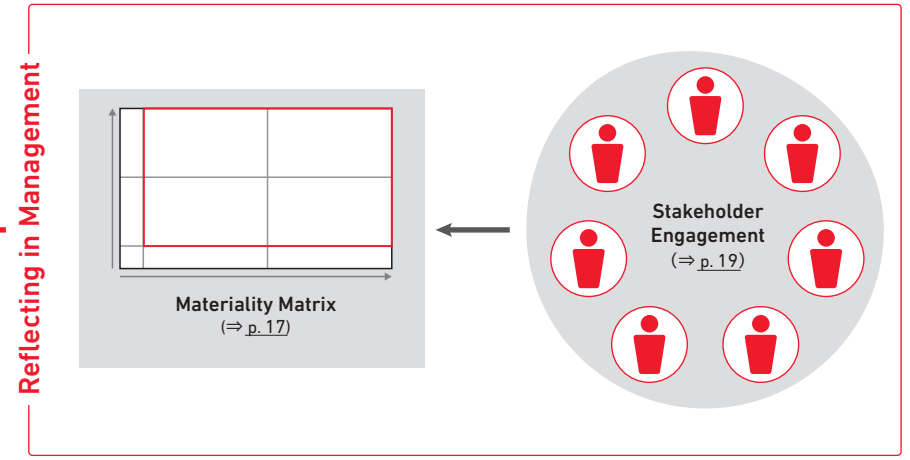 Reflecting in Management
Materiality Matrix
(⇒ p. 17)
Stakeholder
Engagement
(⇒ p. 19)